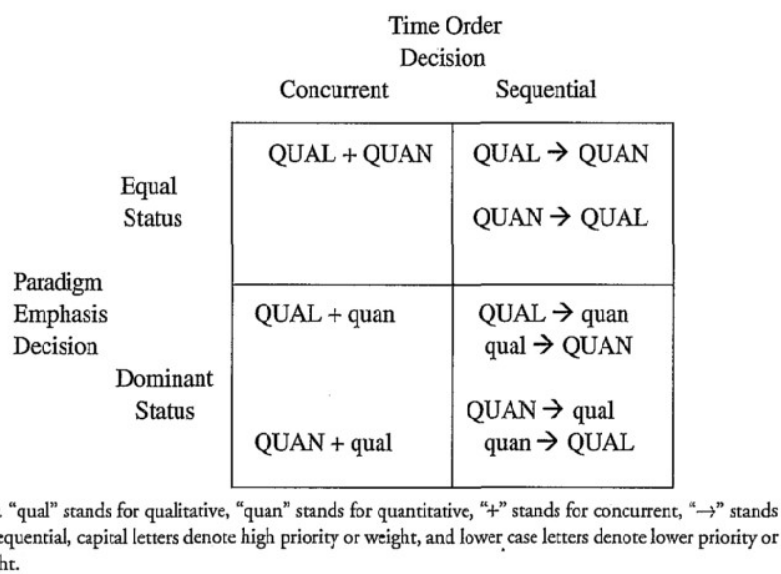 Time Order
Decision
Concurrent Sequential
QUAL + QUAN QUAL → QUAN
Equal
Status QUAN → QUAL
Paradigm
Emphasis QUAL + quan QUAL → quan
Decision qual → QUAN
Dominant
Status QUAN → qual
QUAN + qual quan → QUAL
. “qual” stands for qualitative, “quan” stands for quantitative, “+” stands for concurrent, “→” stands
equential, capital letters denote high priority or weight, and lower case letters denote lower priority or
ht.